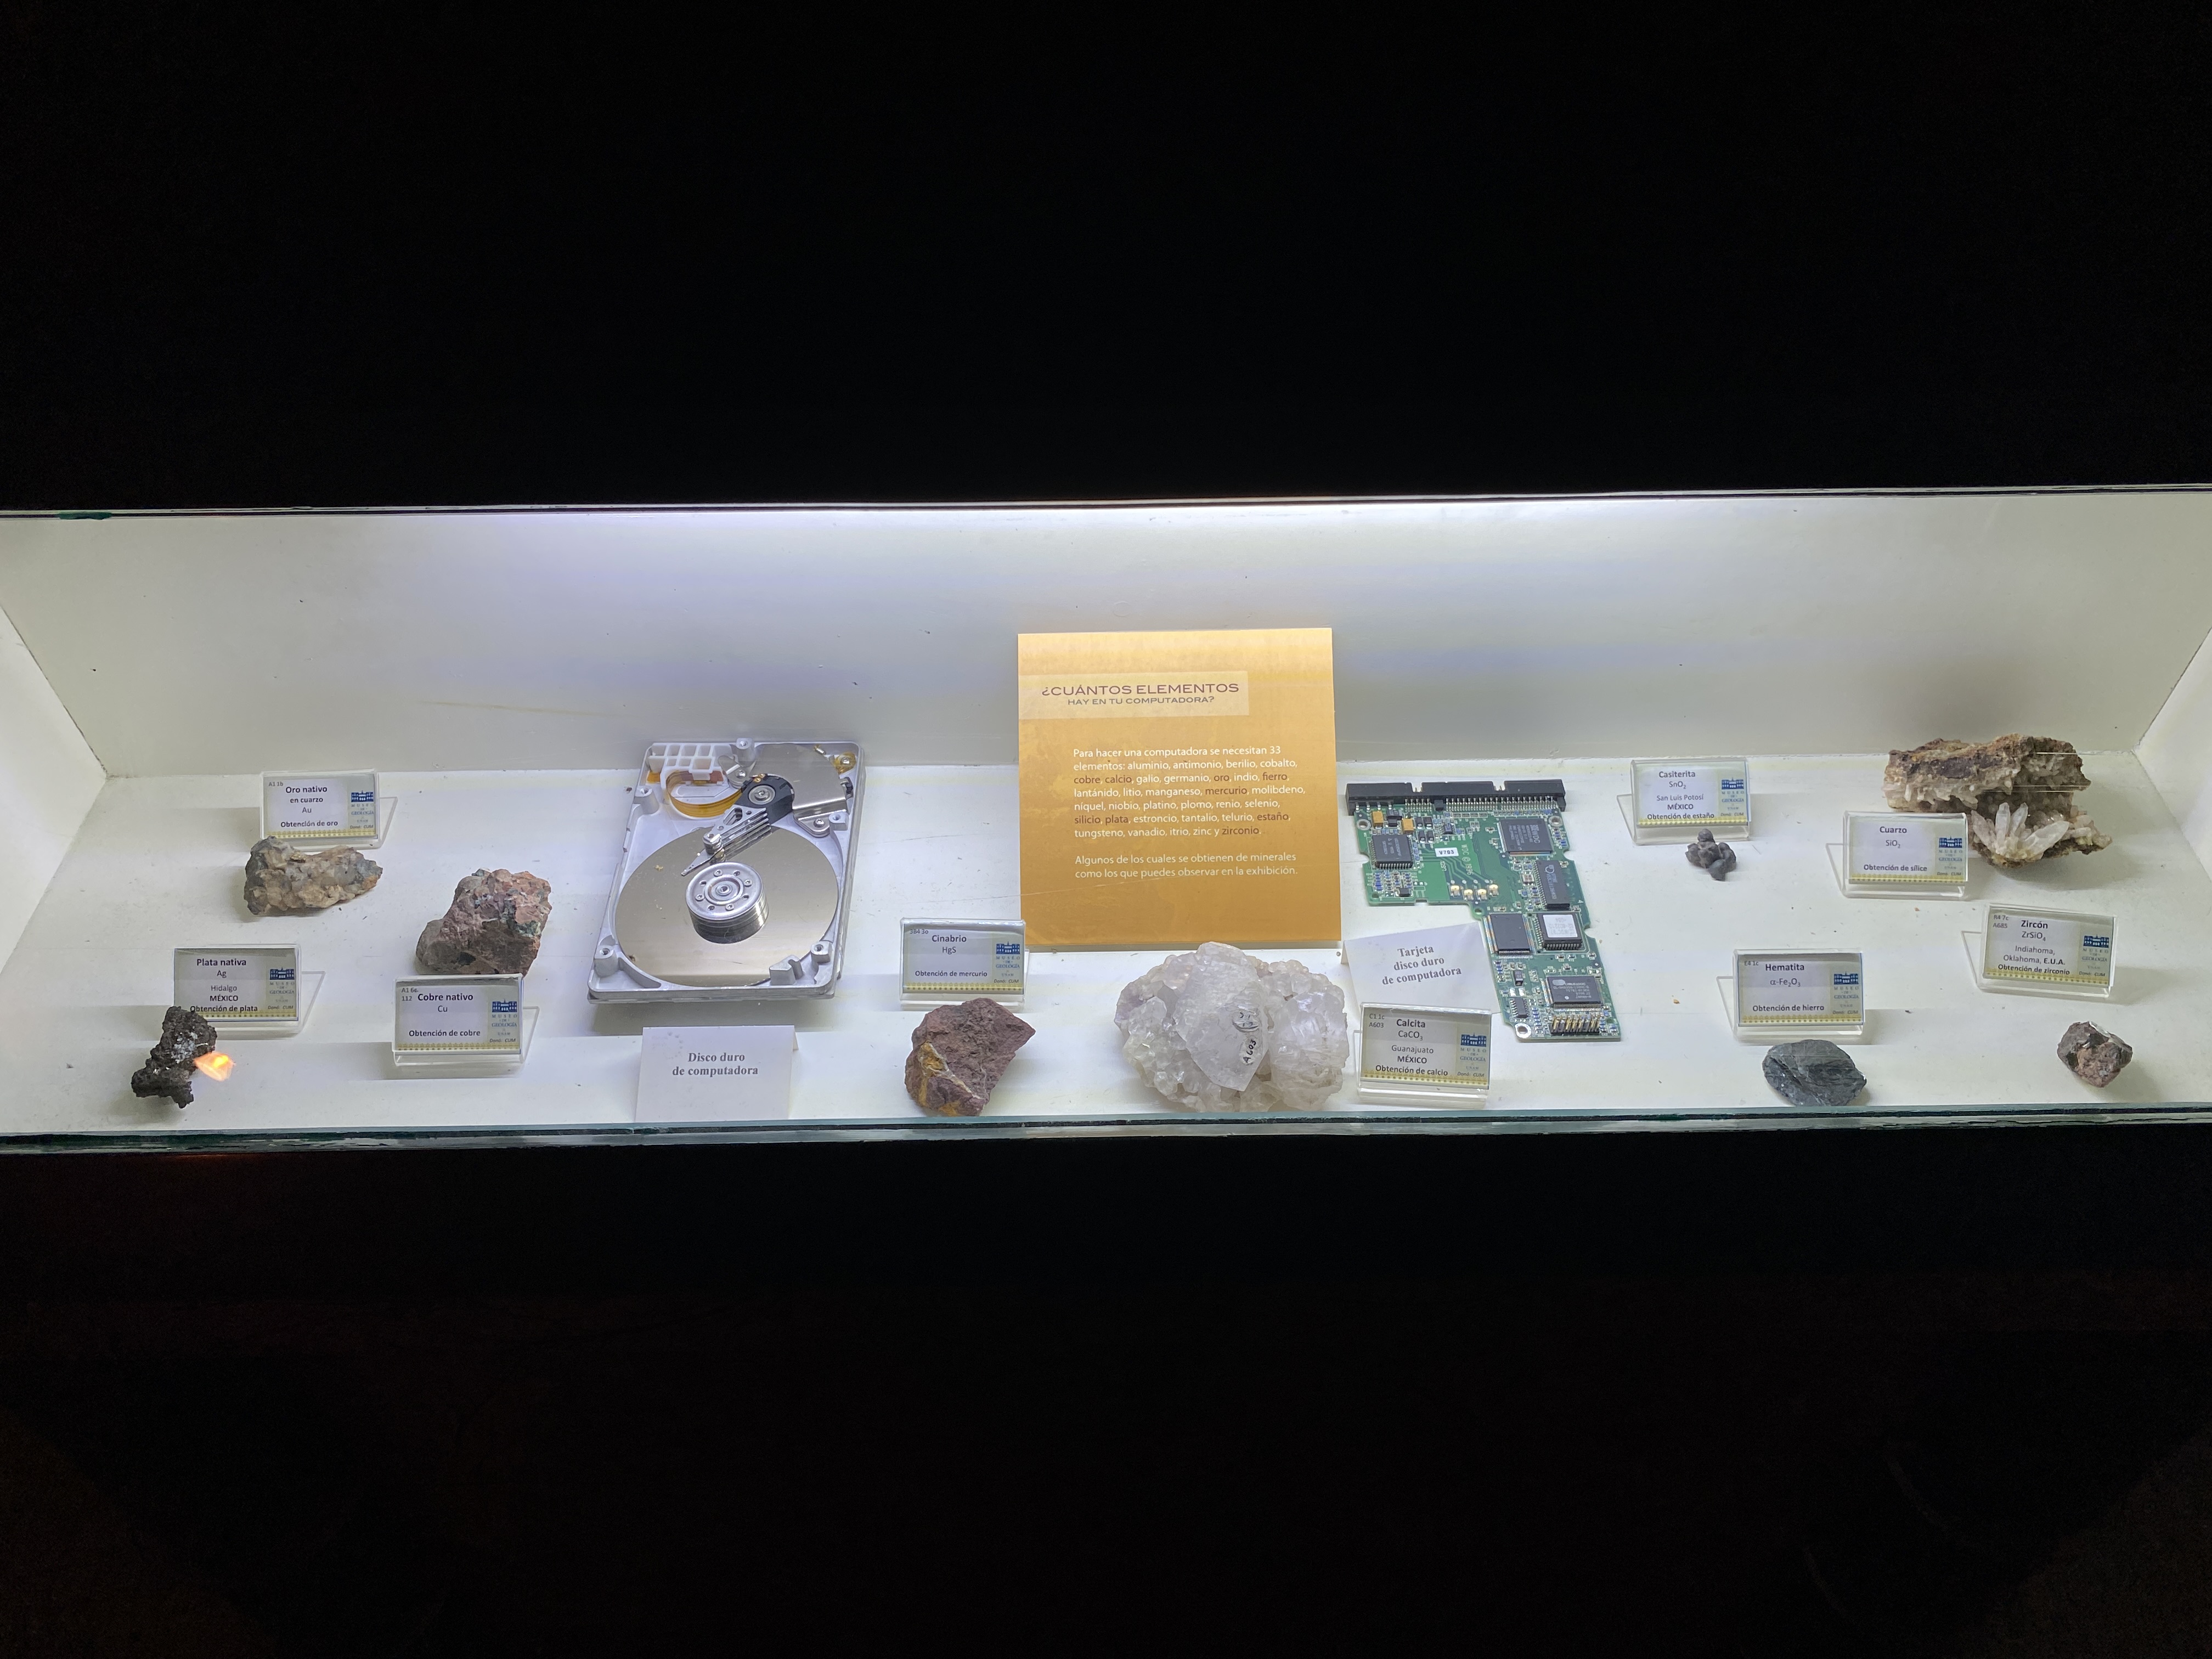 ¿CUÁNTOS ELEMENTOS
HAY EN TU COMPUTADORA?
Para hacer una computadora se necesitan 33
elementos: aluminio, antimonio, berilio, cobalto,
cobre, calcio, galio, germanio, oro, indio, fierro,
lantánido, litio, manganeso, mercurio, molibdeno,
níquel, niobio, platino, plomo, renio, selenio,
silicio, plata, estroncio, tantalio, telurio, estaño,
tungsteno, vanadio, itrio, zinc y zirconio.
Algunos de los cuales se obtienen de minerales
como los que puedes observar en la exhibición.
Oro nativo
en cuarzo
Au
Obtención de oro
Plata nativa
Ag
Hidalgo
MÉXICO
Obtención de plata
112
Cobre nativo
Cu
Obtención de cobre
Disco duro
de computadora
Cinabrio
HgS
Obtención de mercurio
Tarjeta
disco duro
de computadora
A603
Calcita
CaCO₃
Guanajuato
MÉXICO
Obtención de calcio
A603
Casiterita
SnO₂
San Luis Potosí
MÉXICO
Obtención de estaño
Cuarzo
SiO₂
Obtención de sílice
Hematita
α-Fe₂O₃
Obtención de hierro
A685
Zircón
ZrSiO₄
Indiahoma,
Oklahoma, E.U.A.
Obtención de zirconio